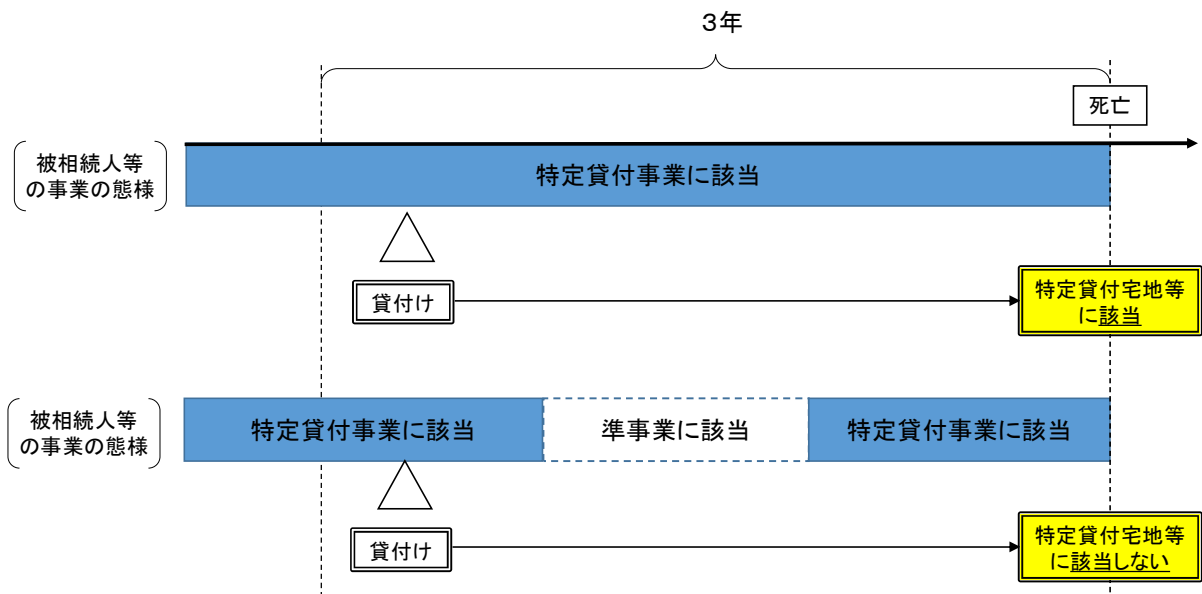 ３年
死亡
被相続人等
の事業の態様
特定貸付事業に該当
貸付け
特定貸付宅地等
に該当
被相続人等
の事業の態様
特定貸付事業に該当
準事業に該当
特定貸付事業に該当
貸付け
特定貸付宅地等
に該当しない